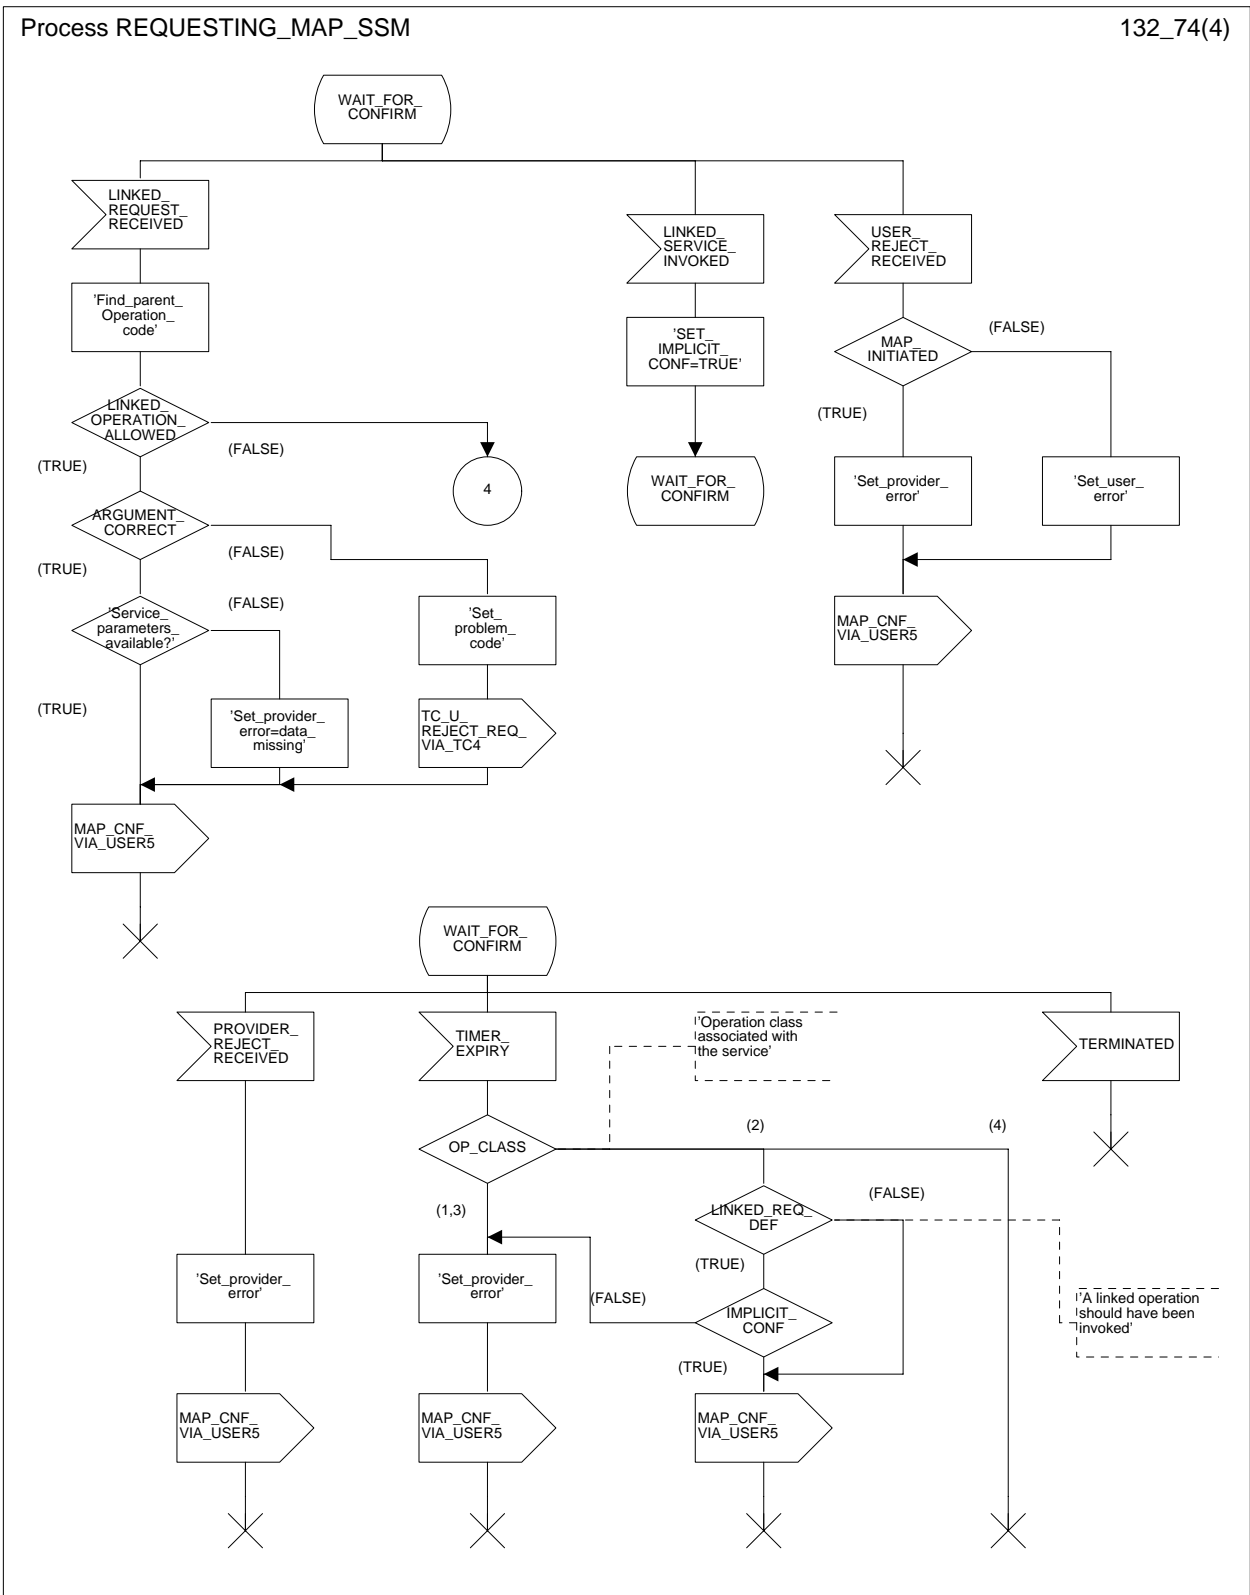 Process REQUESTING_MAP_SSM
132_74(4)
WAIT_FOR_
CONFIRM
LINKED_
REQUEST_
RECEIVED
LINKED_
SERVICE_
INVOKED
USER_
REJECT_
RECEIVED
'Find_parent_
Operation_
code'
'SET_
IMPLICIT_
CONF=TRUE'
MAP_
INITIATED
(FALSE)
LINKED_
OPERATION_
ALLOWED
(FALSE)
(TRUE)
(TRUE)
4
WAIT_FOR_
CONFIRM
'Set_provider_
error'
'Set_user_
error'
ARGUMENT_
CORRECT
(FALSE)
(TRUE)
'Service_
parameters_
available?'
(FALSE)
'Set_
problem_
code'
MAP_CNF_
VIA_USER5
(TRUE)
'Set_provider_
error=data_
missing'
TC_U_
REJECT_REQ_
VIA_TC4
MAP_CNF_
VIA_USER5
WAIT_FOR_
CONFIRM
PROVIDER_
REJECT_
RECEIVED
TIMER_
EXPIRY
'Operation class
associated with
the service'
TERMINATED
OP_CLASS
(2)
(4)
(1,3)
LINKED_REQ_
DEF
(FALSE)
(TRUE)
'Set_provider_
error'
'Set_provider_
error'
(FALSE)
IMPLICIT_
CONF
'A linked operation
should have been
invoked'
(TRUE)
MAP_CNF_
VIA_USER5
MAP_CNF_
VIA_USER5
MAP_CNF_
VIA_USER5